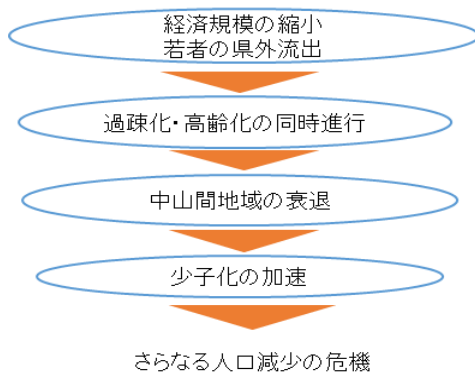 経済規模の縮小
若者の県外流出
過疎化・高齢化の同時進行
中山間地域の衰退
少子化の加速
さらなる人口減少の危機